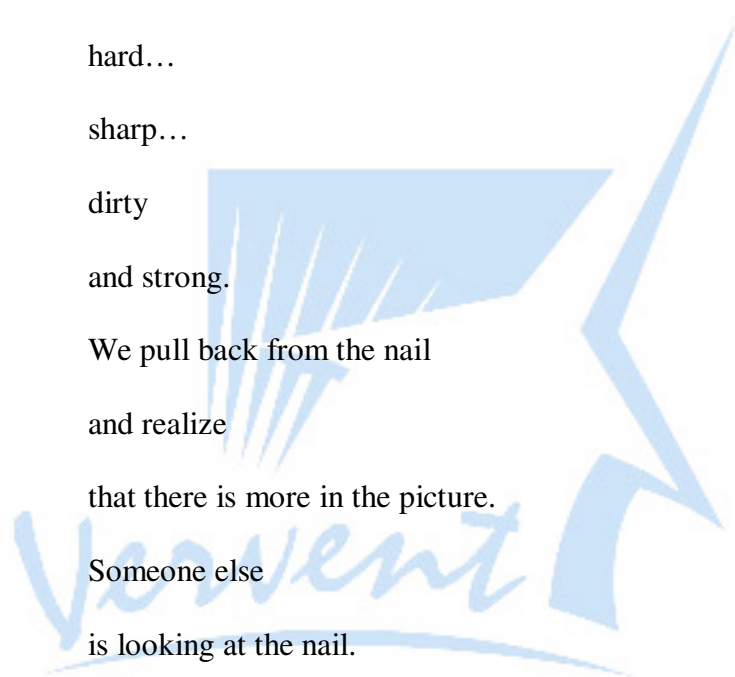 hard…
sharp…
dirty
and strong.
We pull back from the nail
and realize
that there is more in the picture.
Someone else
Vervent
is looking at the nail.